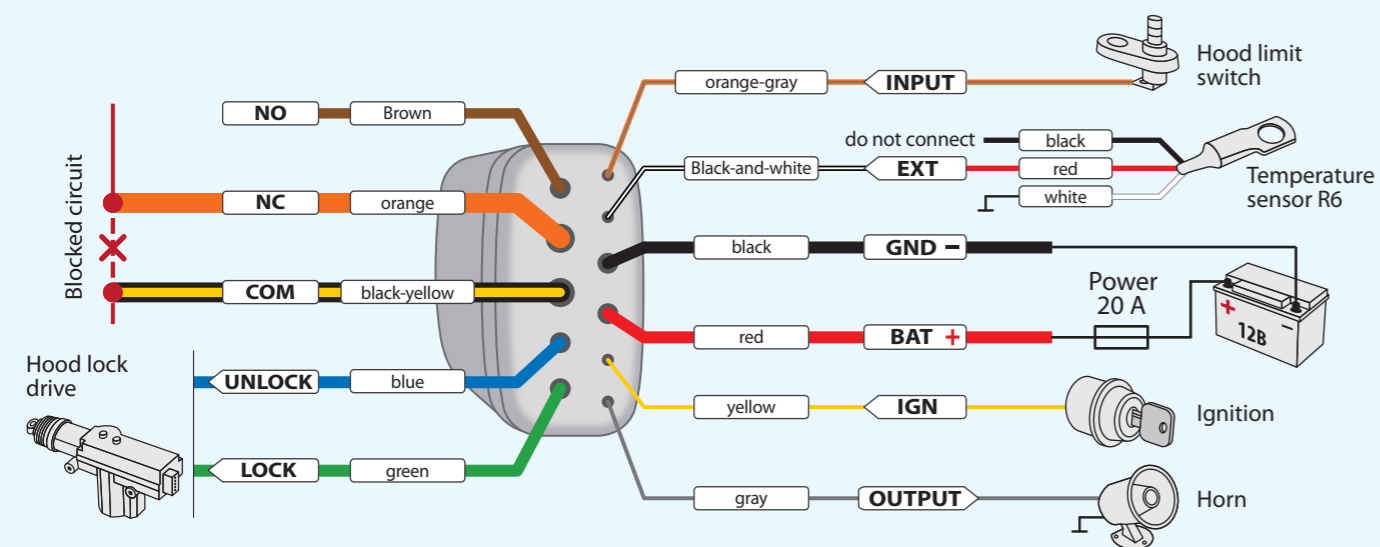 Blocked circuit
NO Brown
NC orange
COM black-yellow
UNLOCK blue
LOCK green
Hood lock
drive
orange-gray INPUT
Hood limit
switch
do not connect black
Black-and-white EXT red
white
Temperature
sensor R6
black GND −
Power
20 A
red BAT +
+ −
12В
yellow IGN
Ignition
gray OUTPUT
Horn